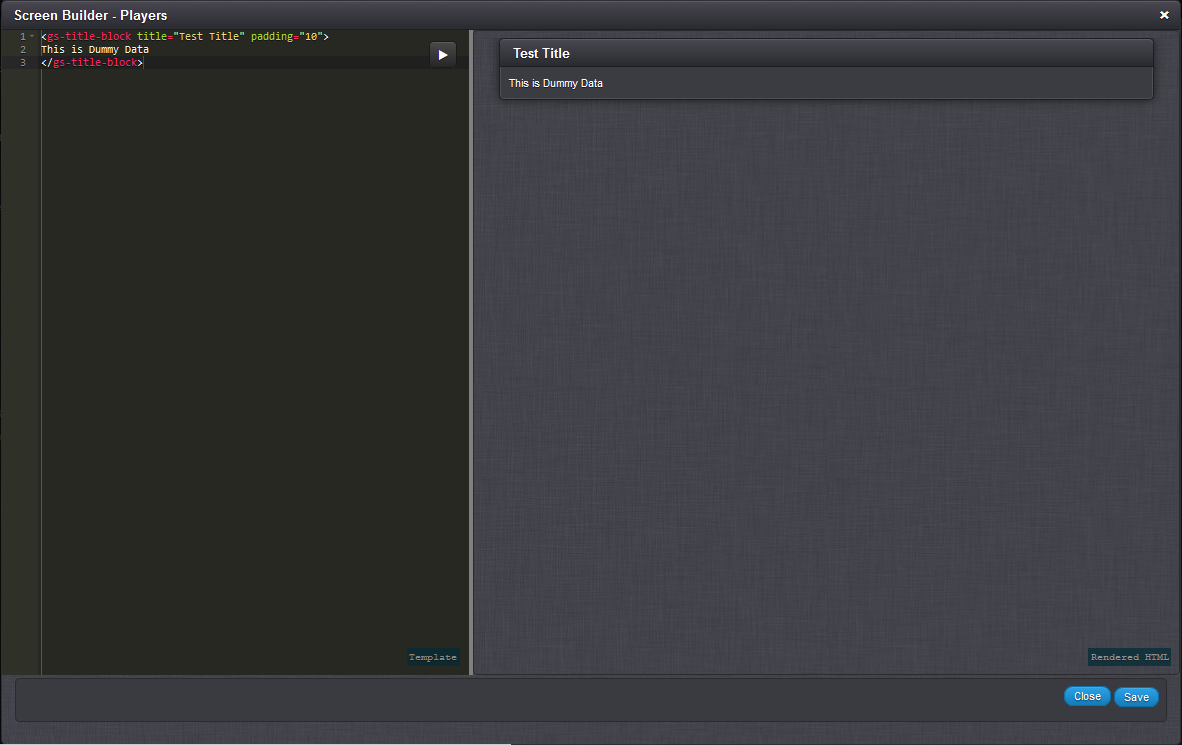 Screen Builder - Players
1 <gs-title-block title="Test Title" padding="10">
2 This is Dummy Data
3 </gs-title-block>
Test Title
This is Dummy Data
Template
Rendered HTML
Close Save